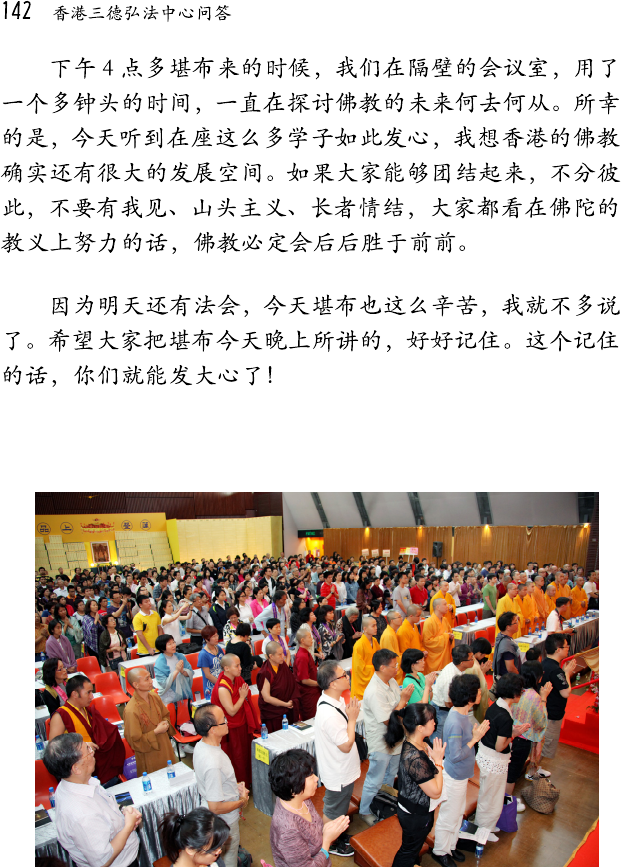 142 香港三德弘法中心问答
下午4点多堪布来的时候，我们在隔壁的会议室，用了
一个多钟头的时间，一直在探讨佛教的未来何去何从。所幸
的是，今天听到在座这么多学子如此发心，我想香港的佛教
确实还有很大的发展空间。如果大家能够团结起来，不分彼
此，不要有我见、山头主义、长者情结，大家都看在佛陀的
教义上努力的话，佛教必定会后后胜于前前。
因为明天还有法会，今天堪布也这么辛苦，我就不多说
了。希望大家把堪布今天晚上所讲的，好好记住。这个记住
的话，你们就能发大心了！
品上